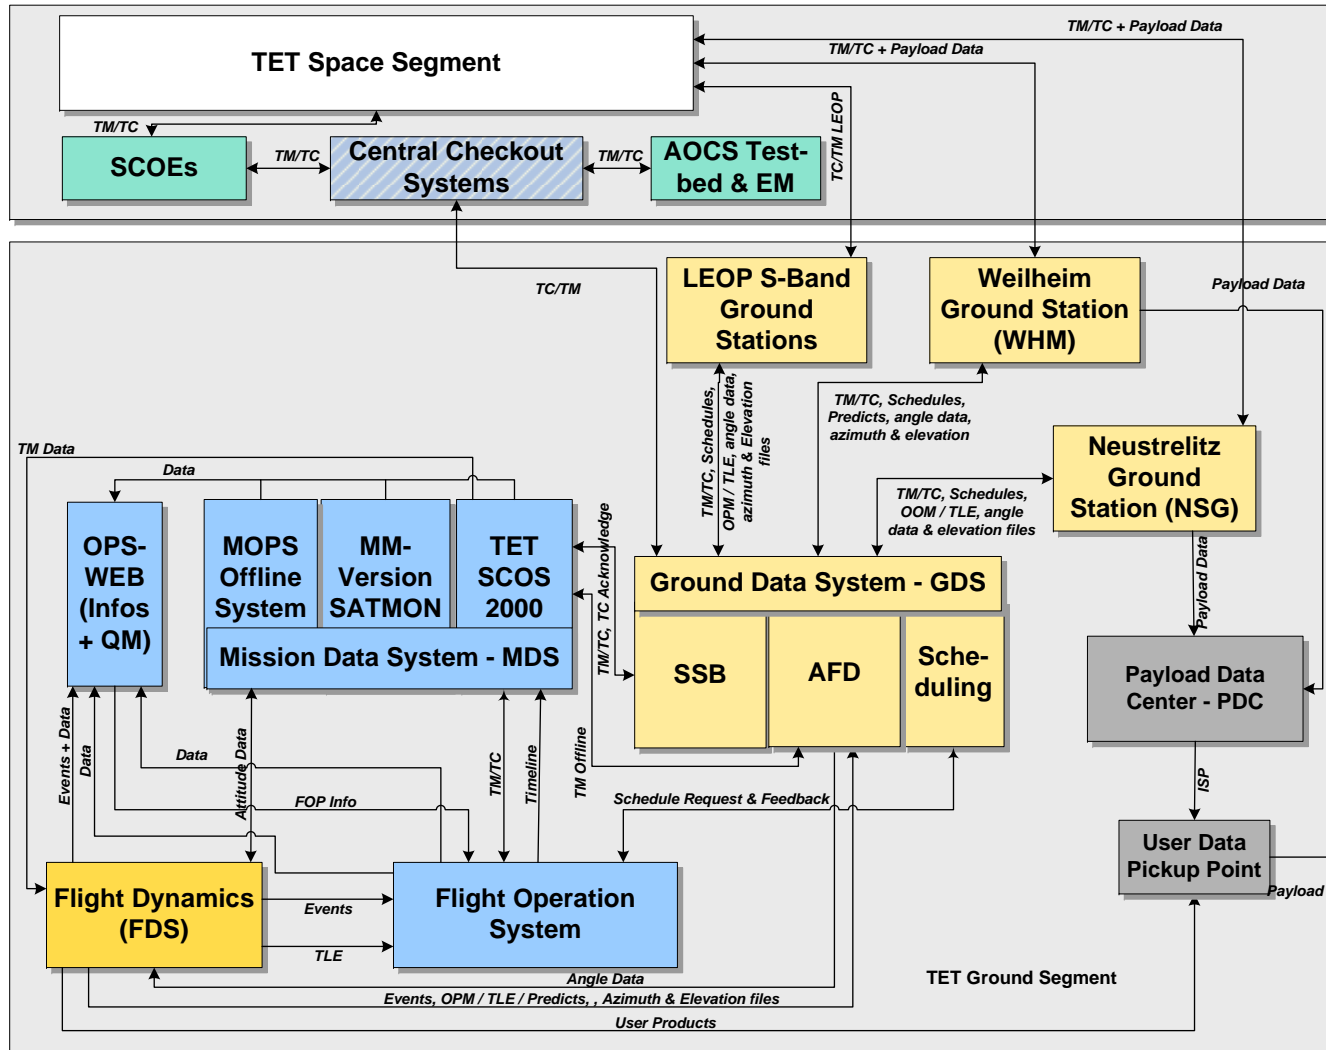 TM/TC + Payload Data
TM/TC + Payload Data
TET Space Segment
TM/TC
SCOEs
TM/TC
Central Checkout
Systems
TM/TC
AOCS Test-
bed & EM
TC/TM LEOP
TC/TM
LEOP S-Band
Ground
Stations
Weilheim
Ground Station
(WHM)
Payload Data
TM/TC, Schedules,
OPM / TLE, angle data,
azimuth & Elevation
files
TM/TC, Schedules,
Predicts, angle data,
azimuth & elevation
Neustrelitz
Ground
Station (NSG)
TM/TC, Schedules,
OOM / TLE, angle
data & elevation files
TM Data
Data
OPS-
WEB
(Infos
+ QM)
MOPS
Offline
System
MM-
Version
SATMON
TET
SCOS
2000
Mission Data System - MDS
TM/TC, TC Acknowledge
Ground Data System - GDS
SSB
AFD
Sche-
duling
Payload Data
Payload Data
Center - PDC
Events + Data
Data
Data
Attitude Data
FOP Info
TM/TC
Timeline
TM Offline
Schedule Request & Feedback
ISP
User Data
Pickup Point
Payload
Flight Dynamics
(FDS)
Events
TLE
Flight Operation
System
Angle Data
TET Ground Segment
Events, OPM / TLE / Predicts, , Azimuth & Elevation files
User Products